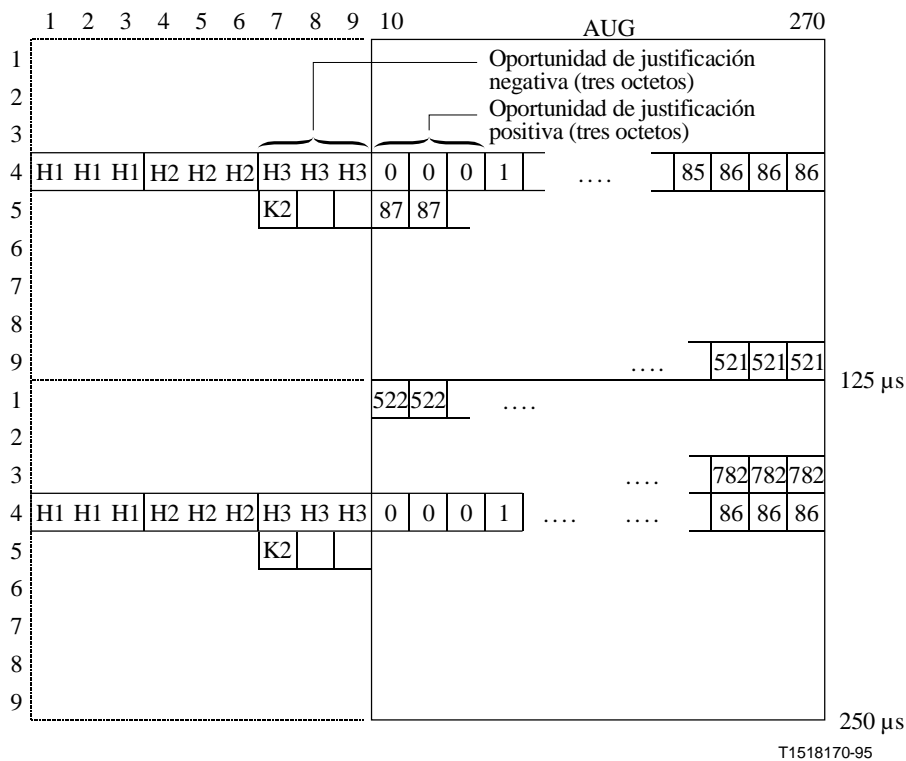 1 2 3 4 5 6 7 8 9 10 AUG 270
1 Oportunidad de justificación
negativa (tres octetos)
2
Oportunidad de justificación
3 positiva (tres octetos)
4 H1 H1 H1 H2 H2 H2 H3 H3 H3 0 0 0 1 .... 85 86 86 86
5 K2 87 87
6
7
8
9 .... 521 521 521
125 µs
1 522 522 ....
2
3 .... 782 782 782
4 H1 H1 H1 H2 H2 H2 H3 H3 H3 0 0 0 1 .... .... 86 86 86
5 K2
6
7
8
9
250 µs
T1518170-95